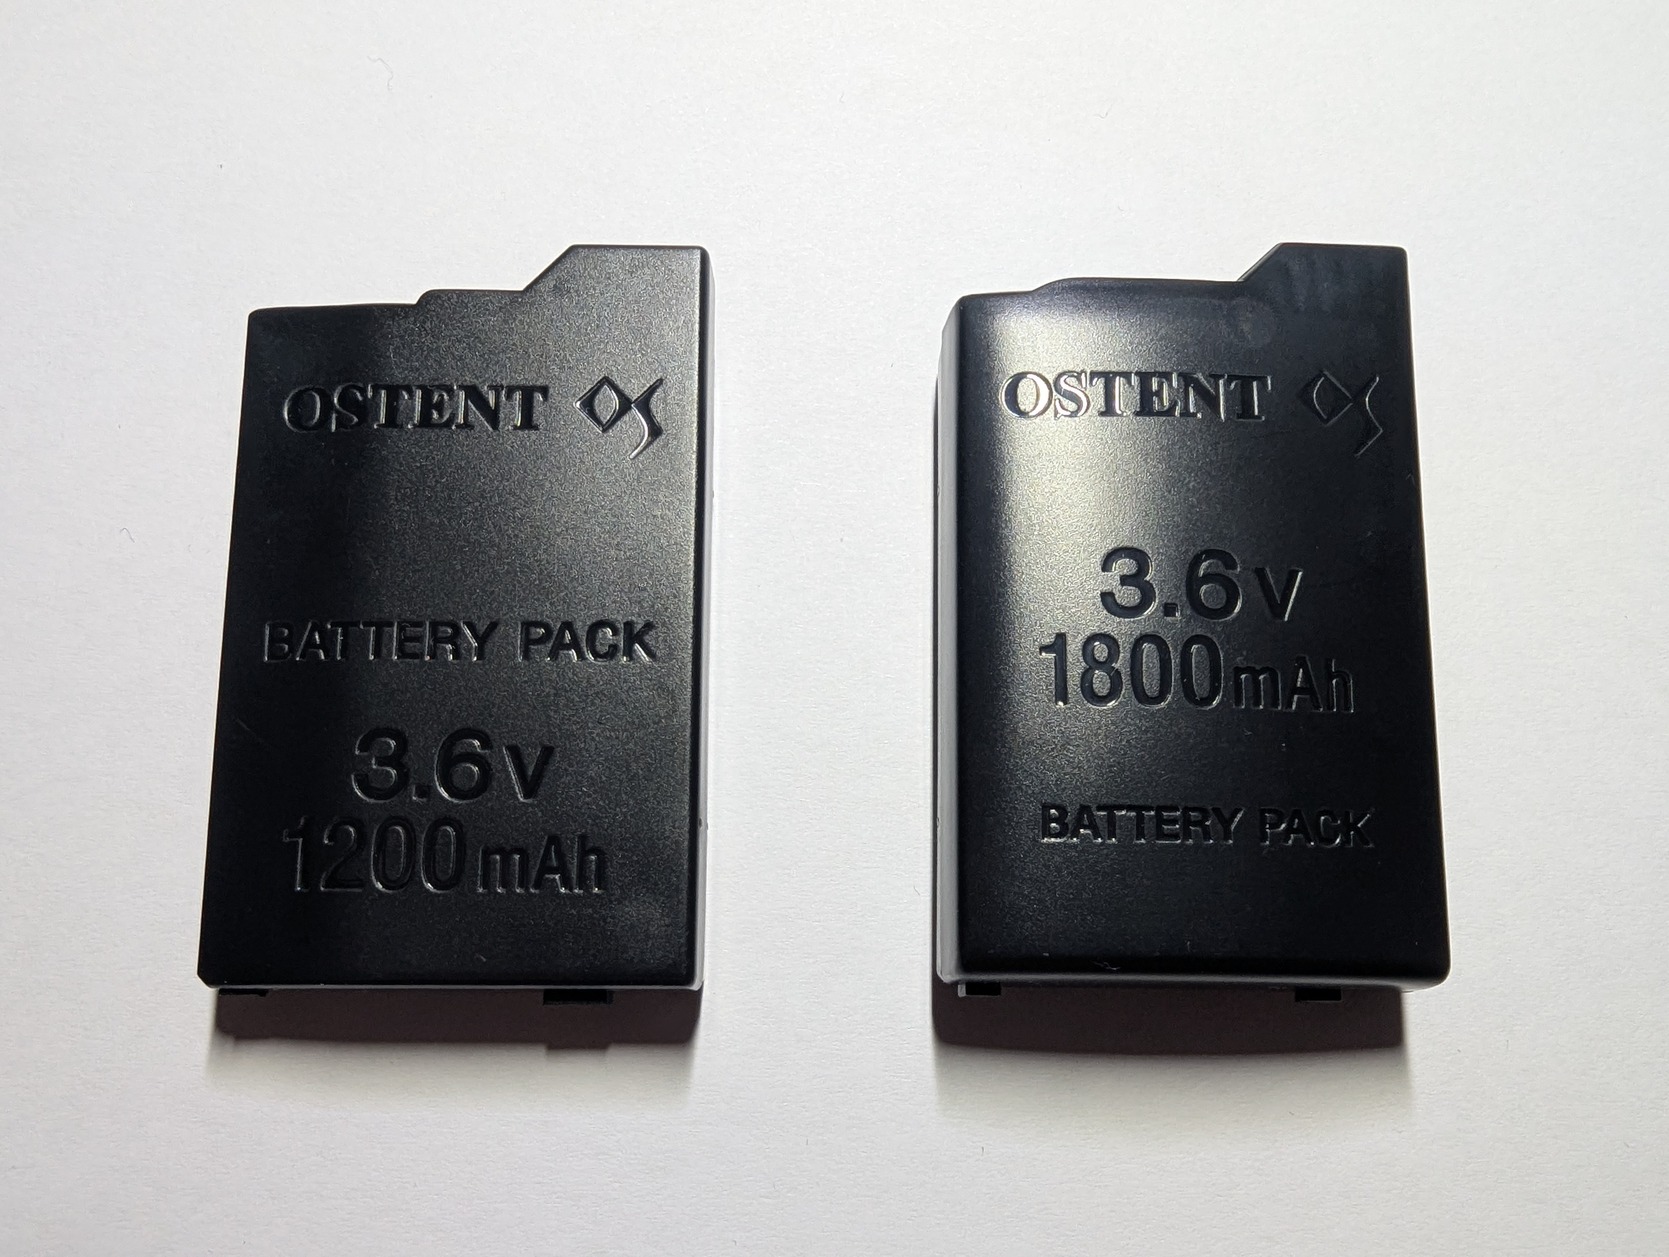 OSTENT
BATTERY PACK
3.6v
1200mAh
OSTENT
3.6v
1800mAh
BATTERY PACK